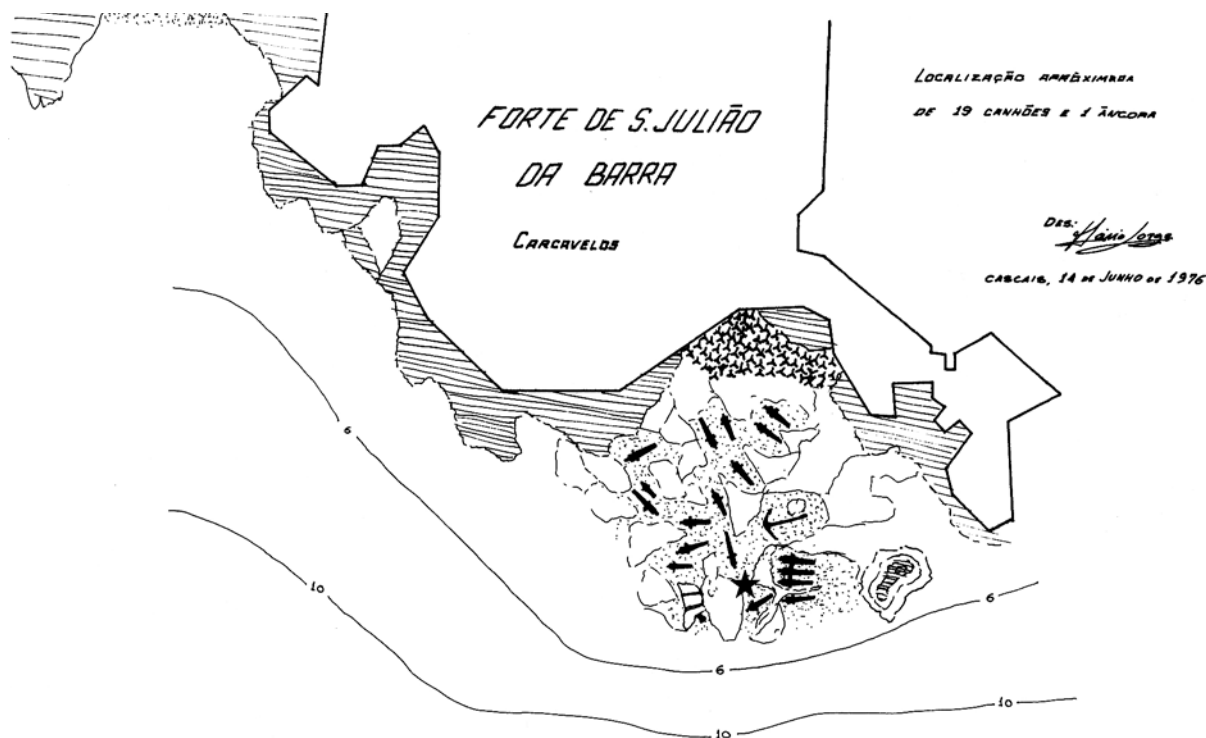 FORTE DE S. JULIÃO
DA BARRA
CARCAVELOS
LOCALIZAÇÃO APROXIMADA
DE 19 CANHÕES E 1 ÂNCORA
DES:
CASCAIS, 14 DE JUNHO DE 1976
6
10
6
6
10
10